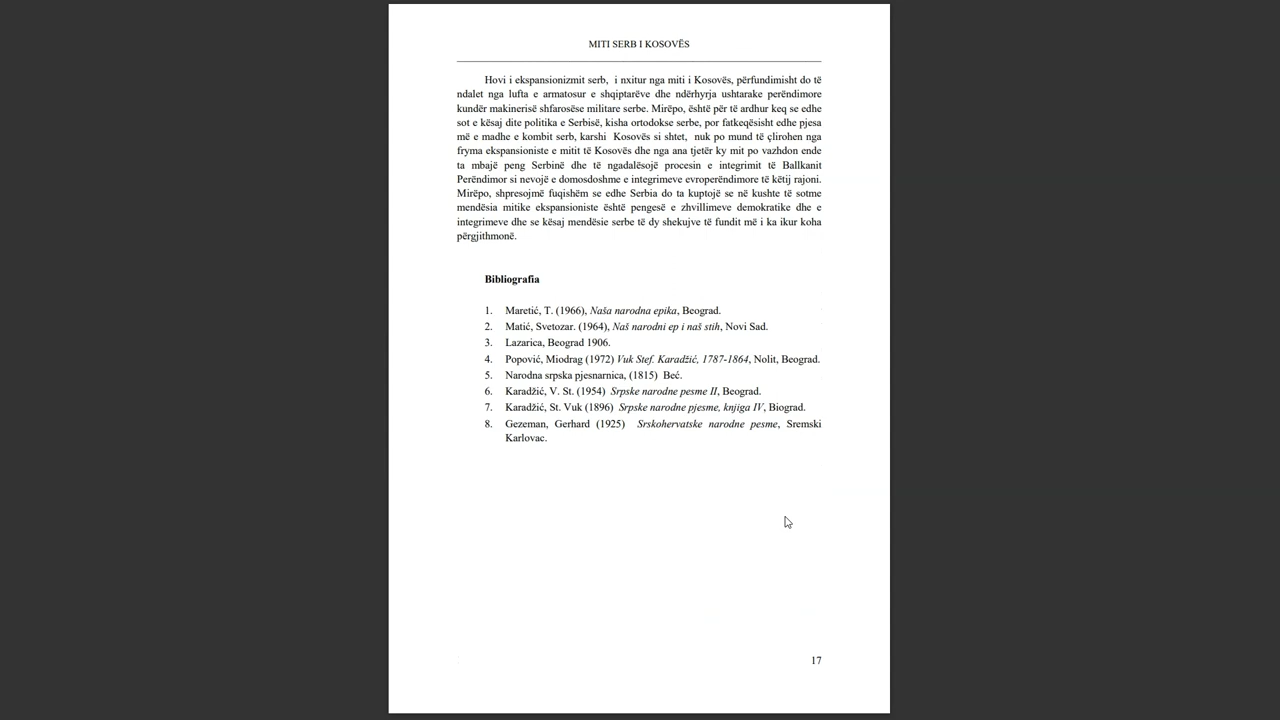 MITI SERB I KOSOVËS
Hovi i ekspansionizmit serb, i nxitur nga miti i Kosovës, përfundimisht do të
ndalet nga lufta e armatosur e shqiptarëve dhe ndërhyrja ushtarake perëndimore
kundër makinerisë shfarosëse militare serbe. Mirëpo, është për të ardhur keq se edhe
sot e kësaj dite politika e Serbisë, kisha ortodokse serbe, por fatkeqësisht edhe pjesa
më e madhe e kombit serb, karshi Kosovës si shtet, nuk po mund të çlirohen nga
fryma ekspansioniste e mitit të Kosovës dhe nga ana tjetër ky mit po vazhdon ende
ta mbajë peng Serbinë dhe të ngadalësojë procesin e integrimit të Ballkanit
Perëndimor si nevojë e domosdoshme e integrimeve evroperëndimore të këtij rajoni.
Mirëpo, shpresojmë fuqishëm se edhe Serbia do ta kuptojë se në kushte të sotme
mendësia mitike ekspansioniste është pengesë e zhvillimeve demokratike dhe e
integrimeve dhe se kësaj mendësie serbe të dy shekujve të fundit më i ka ikur koha
përgjithmonë.
Bibliografia
1. Maretić, T. (1966), Naša narodna epika, Beograd.
2. Matić, Svetozar. (1964), Naš narodni ep i naš stih, Novi Sad.
3. Lazarica, Beograd 1906.
4. Popović, Miodrag (1972) Vuk Stef. Karadžić, 1787-1864, Nolit, Beograd.
5. Narodna srpska pjesnarnica, (1815) Beć.
6. Karadžić, V. St. (1954) Srpske narodne pesme II, Beograd.
7. Karadžić, St. Vuk (1896) Srpske narodne pjesme, knjiga IV, Biograd.
8. Gezeman, Gerhard (1925) Srskohervatske narodne pesme, Sremski
Karlovac.
17